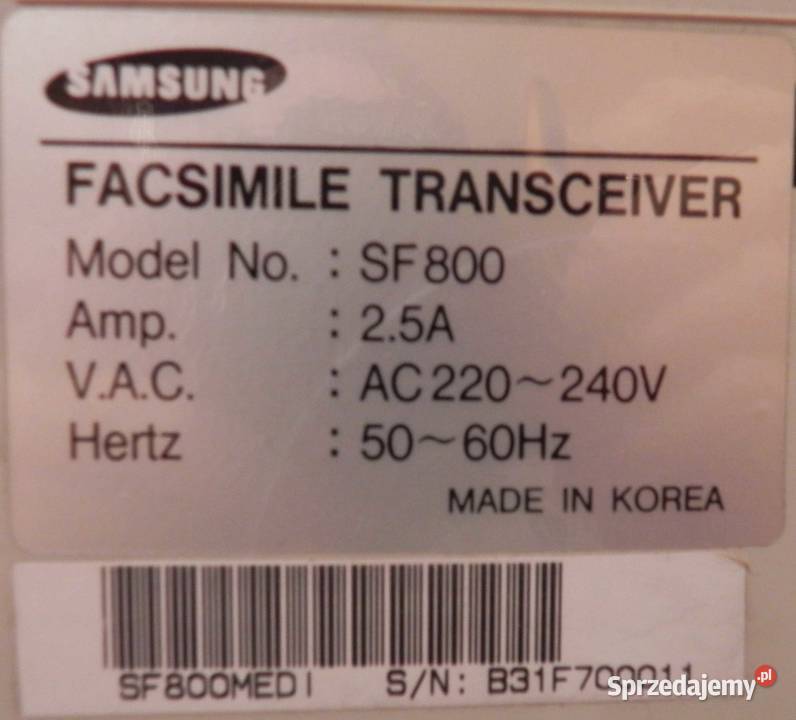 SAMSUNG
FACSIMILE TRANSCEIVER
Model No. : SF800
Amp. : 2.5A
V.A.C. : AC220~240V
Hertz : 50~60Hz
MADE IN KOREA
SF800MEDI S/N:
Sprzedajemy.pl